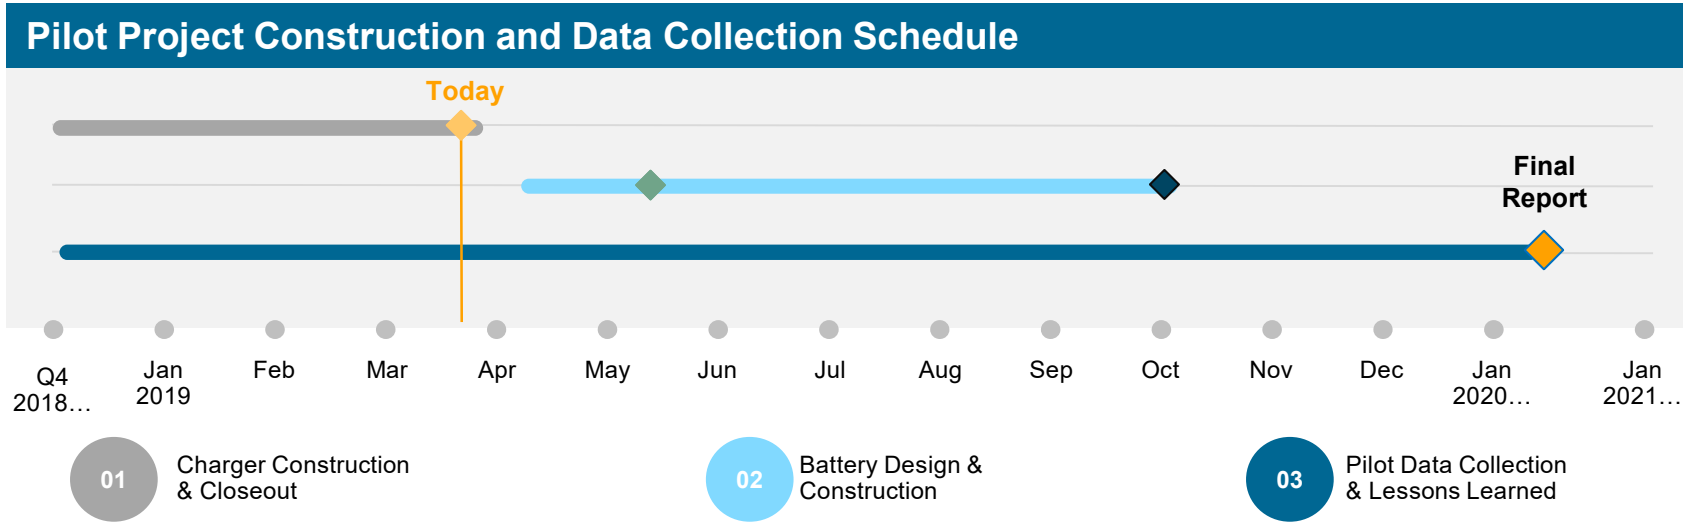 Pilot Project Construction and Data Collection Schedule
Today
Final
Report
Q4
2018…
Jan
2019
Feb
Mar
Apr
May
Jun
Jul
Aug
Sep
Oct
Nov
Dec
Jan
2020…
Jan
2021…
01
Charger Construction
& Closeout
02
Battery Design &
Construction
03
Pilot Data Collection
& Lessons Learned